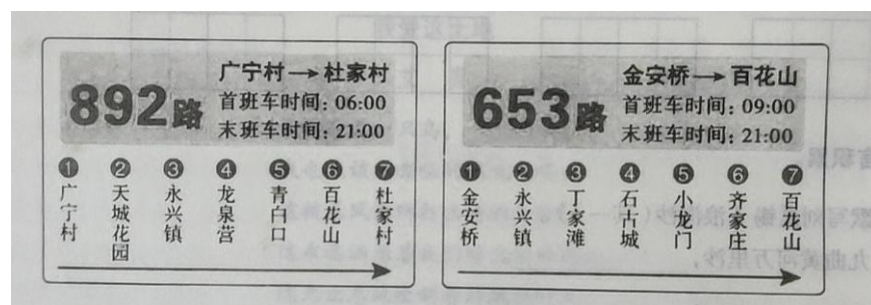 892路
广宁村→杜家村
首班车时间:06:00
末班车时间:21:00
❶广宁村
❷天城花园
❸永兴镇
❹龙泉营
❺青白口
❻百花山
❼杜家村
653路
金安桥→百花山
首班车时间:09:00
末班车时间:21:00
❶金安桥
❷永兴镇
❸丁家滩
❹石古城
❺小龙门
❻齐家庄
❼百花山